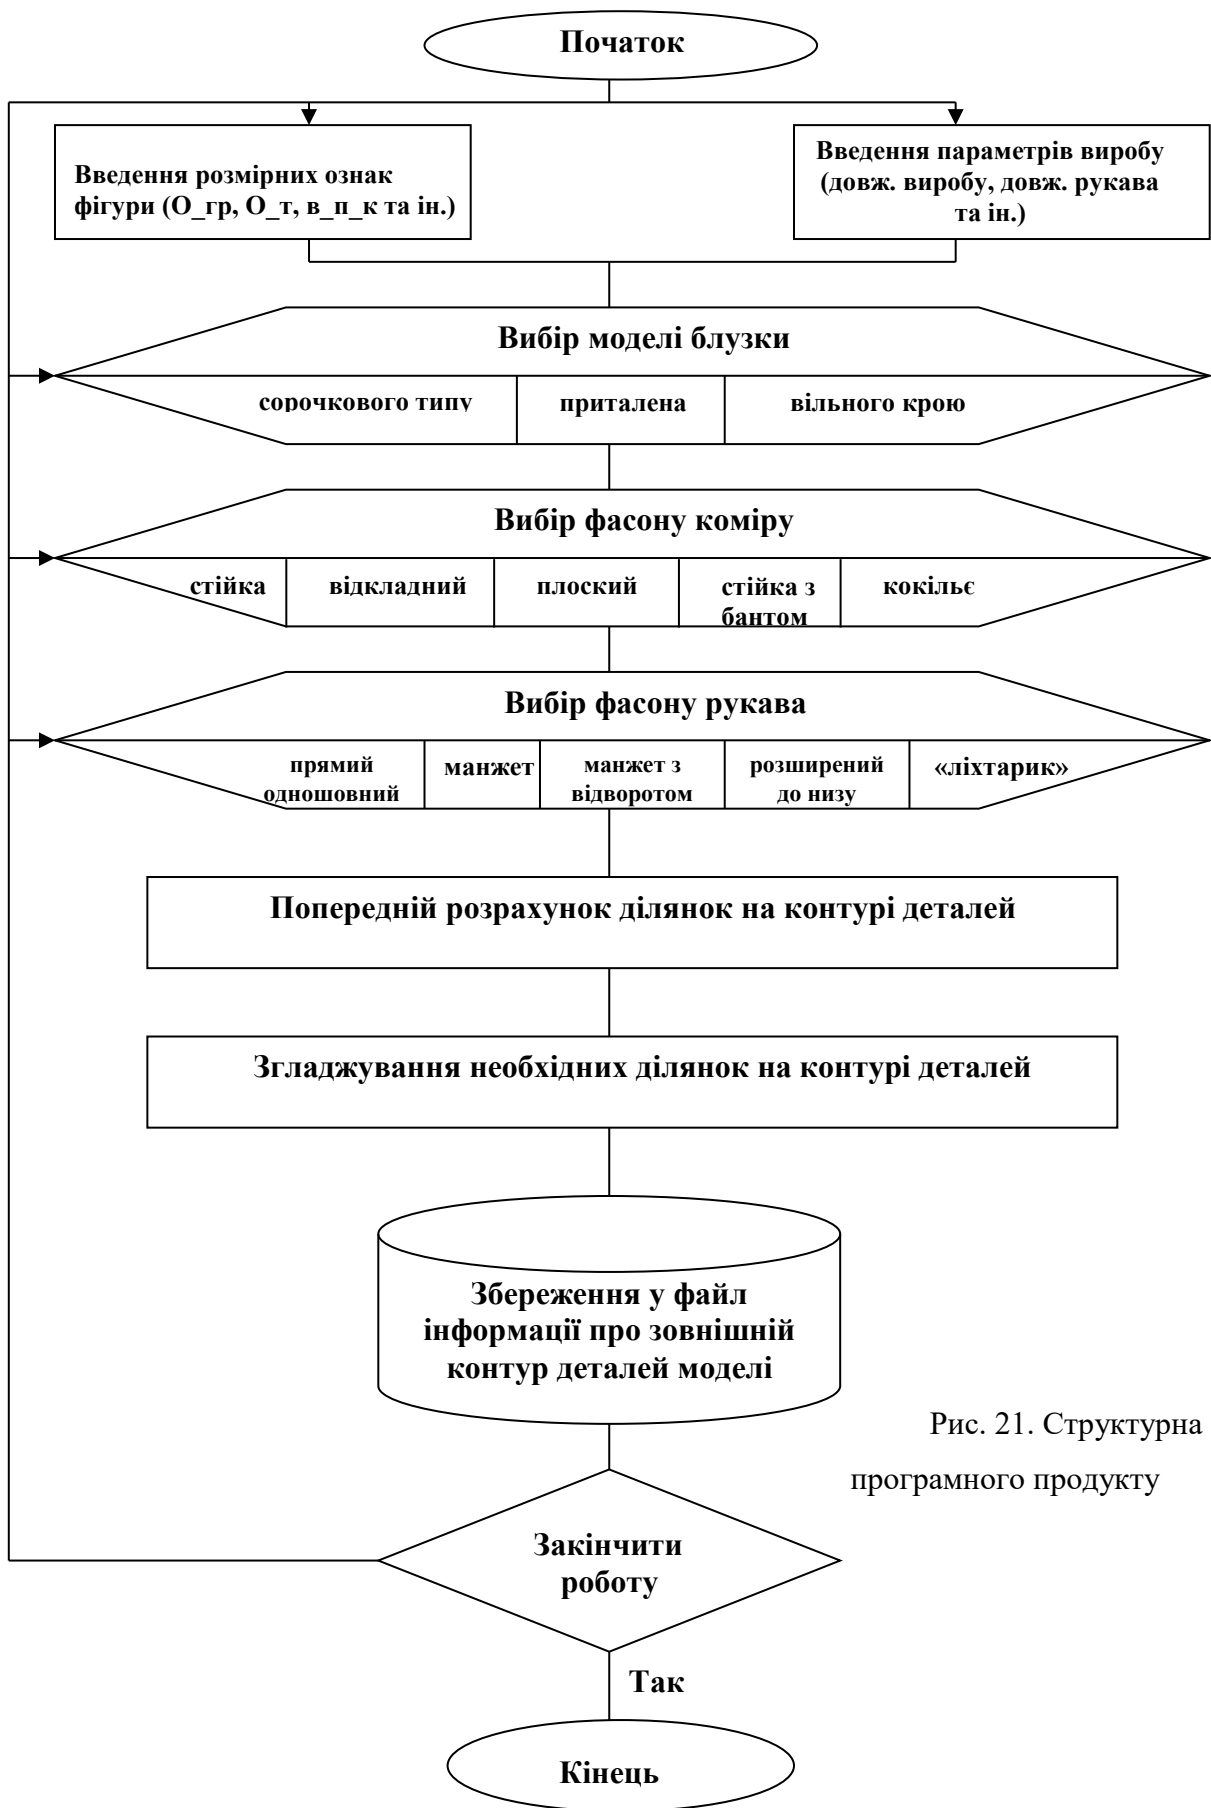 Початок
Введення розмірних ознак
фігури (О_гр, О_т, в_п_к та ін.)
Введення параметрів виробу
(довж. виробу, довж. рукава
та ін.)
Вибір моделі блузки
сорочкового типу
приталена
вільного крою
Вибір фасону коміру
стійка
відкладний
плоский
стійка з
бантом
кокільє
Вибір фасону рукава
прямий
одношовний
манжет
манжет з
відворотом
розширений
до низу
«ліхтарик»
Попередній розрахунок ділянок на контурі деталей
Згладжування необхідних ділянок на контурі деталей
Збереження у файл
інформації про зовнішній
контур деталей моделі
Рис. 21. Структурна
програмного продукту
Закінчити
роботу
Так
Кінець